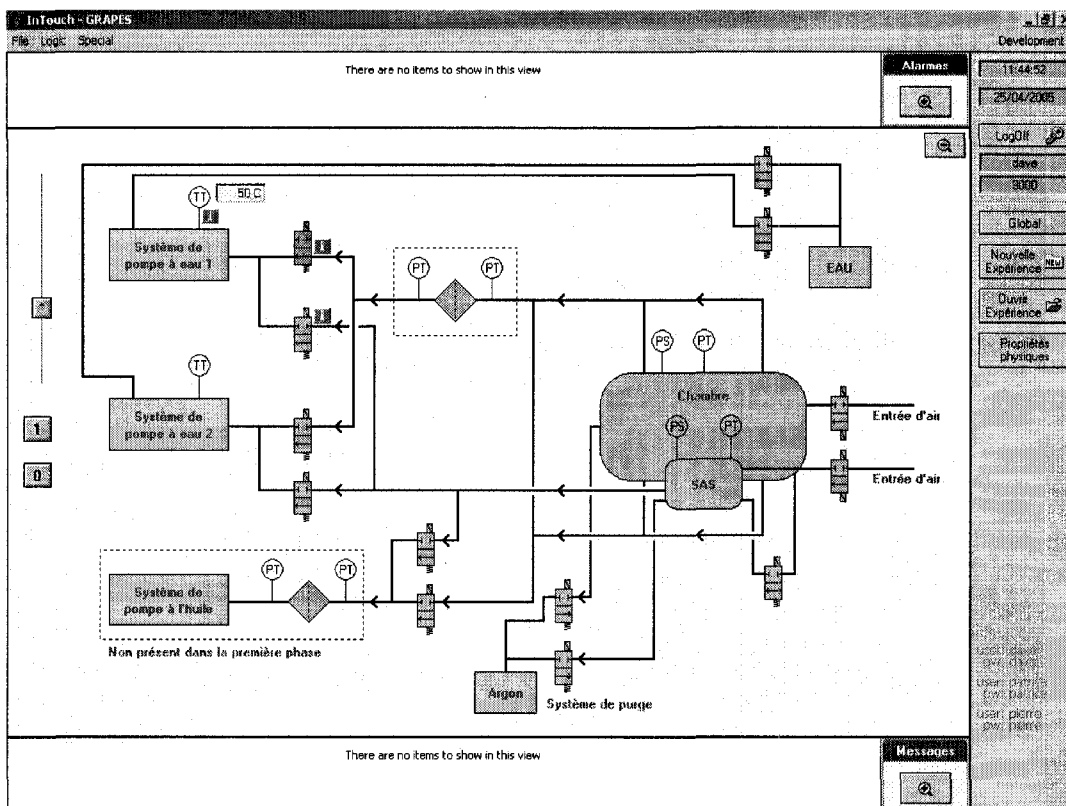 InTouch - GRAPES
File Logic Special
Development
There are no items to show in this view
Alarmes
11:44:52
25/04/2005
LogOff
dave
9000
Global
Nouvelle
Expérience
NEW
Ouvrir
Expérience
Propriétés
physiques
TT
50 C
Système de
pompe à eau 1
PT
PT
EAU
TT
Système de
pompe à eau 2
PS
PT
Chambre
PS
PT
SAS
Entrée d'air
Entrée d'air
1
0
PT
PT
Système de
pompe à l'huile
Non présent dans la première phase
Argon
Système de purge
user: pierre
pw: pierre
There are no items to show in this view
Messages